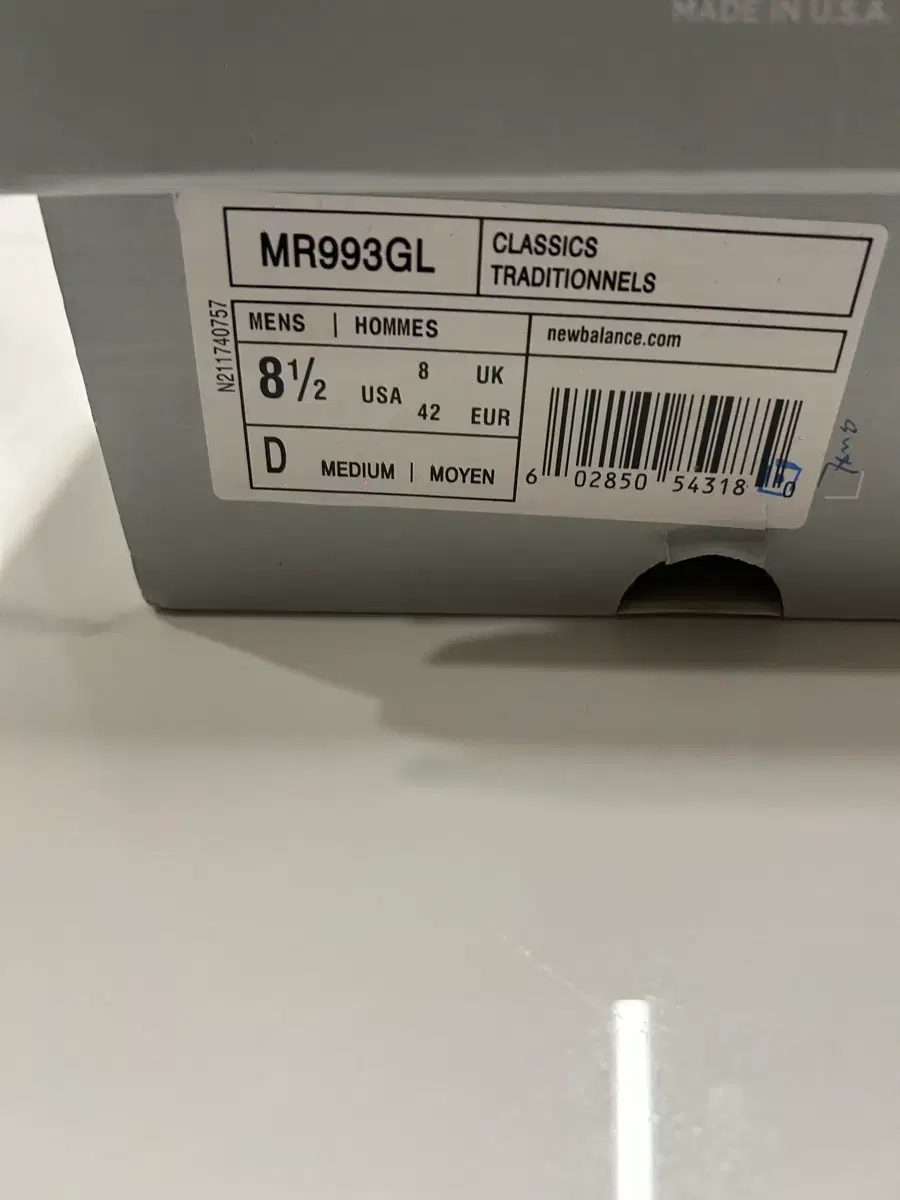 MADE IN U.S.A
MR993GL
CLASSICS
TRADITIONNELS
N211740757
MENS | HOMMES
newbalance.com
8½ USA
8 UK
42 EUR
D MEDIUM | MOYEN
6 02850 54318 0